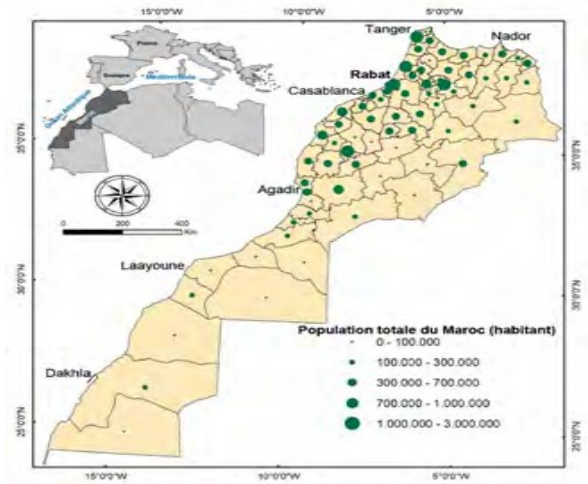 15°0'0"W
10°0'0"W
5°0'0"W
France
Espagne
Méditerranée
Océan Atlantique
Tanger
Nador
Rabat
Casablanca
35°0'0"N
35°0'0"N
Agadir
0 200 400
Km
Laayoune
30°0'0"N
30°0'0"N
Population totale du Maroc (habitant)
0 - 100.000
100.000 - 300.000
300.000 - 700.000
700.000 - 1.000.000
1.000.000 - 3.000.000
Dakhla
25°0'0"N
25°0'0"N
15°0'0"W
10°0'0"W
5°0'0"W